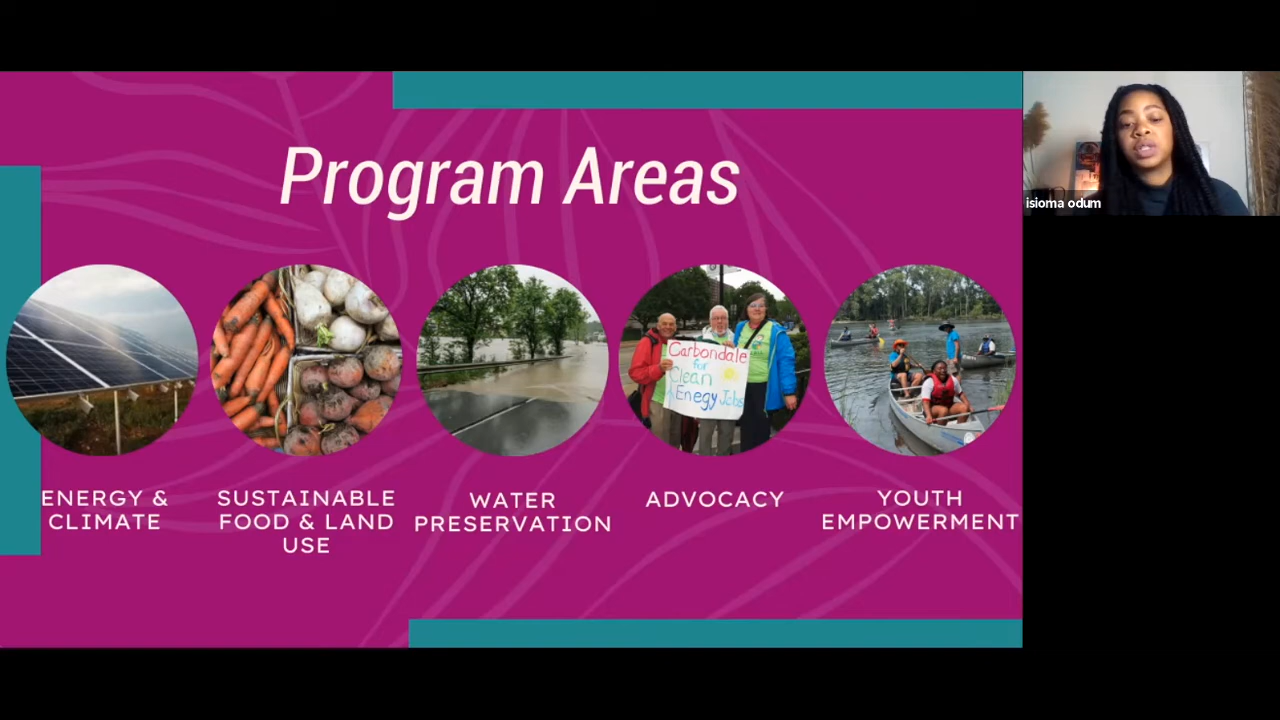 Program Areas
isioma odum
Carbondale
for
Clean
Enegy Jobs
ENERGY &
CLIMATE
SUSTAINABLE
FOOD & LAND
USE
WATER
PRESERVATION
ADVOCACY
YOUTH
EMPOWERMENT